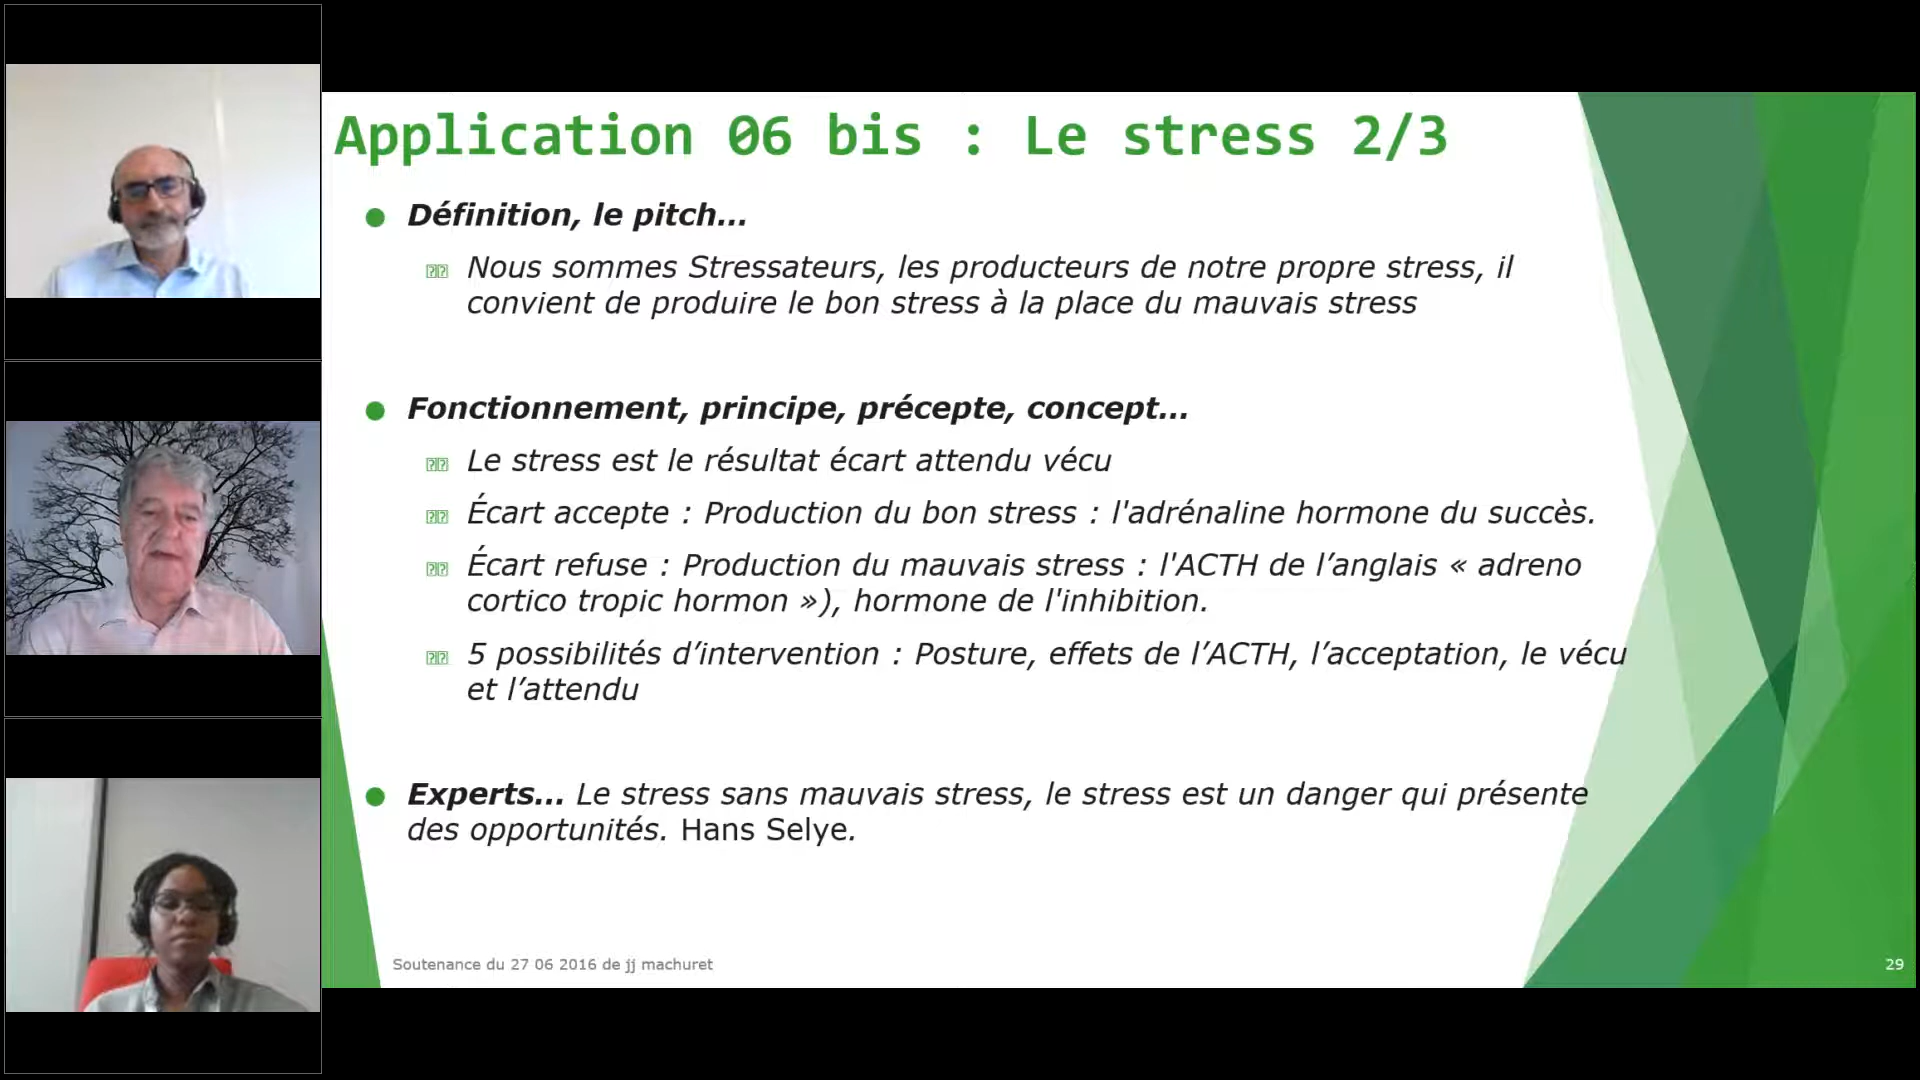 Application 06 bis : Le stress 2/3
Définition, le pitch…
Nous sommes Stressateurs, les producteurs de notre propre stress, il
convient de produire le bon stress à la place du mauvais stress
Fonctionnement, principe, précepte, concept…
Le stress est le résultat écart attendu vécu
Écart accepte : Production du bon stress : l'adrénaline hormone du succès.
Écart refuse : Production du mauvais stress : l'ACTH de l’anglais « adreno
cortico tropic hormon »), hormone de l'inhibition.
5 possibilités d’intervention : Posture, effets de l’ACTH, l’acceptation, le vécu
et l’attendu
Experts… Le stress sans mauvais stress, le stress est un danger qui présente
des opportunités. Hans Selye.
Soutenance du 27 06 2016 de jj machuret
29